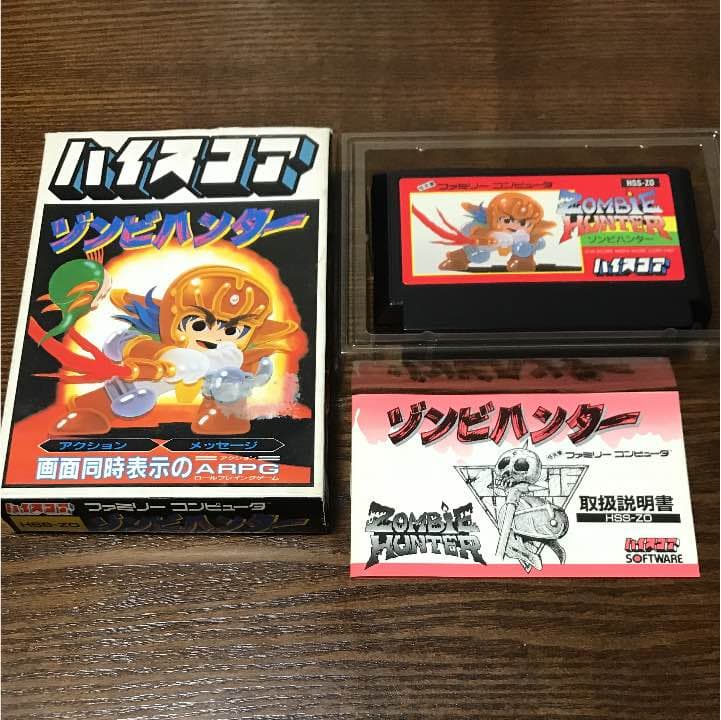 ハイスコア
ゾンビハンター
アクション メッセージ
画面同時表示のARPG
アクション
ロールプレイングゲーム
ハイスコア ファミリー コンピュータ
HSS-ZO ゾンビハンター
ファミリー コンピュータ
HSS-ZO
ZOMBIE
HUNTER
ゾンビハンター
ハイスコア
ゾンビハンター
ファミリー コンピュータ
ZOMBIE
HUNTER
取扱説明書
HSS-ZO
ハイスコア
SOFTWARE